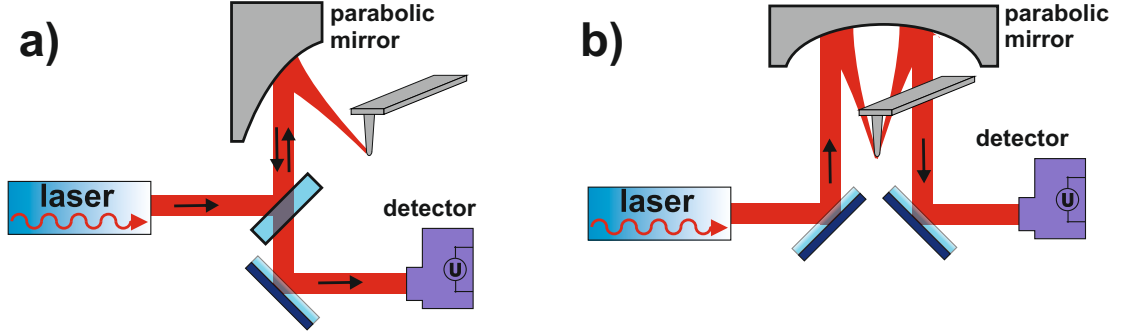 a)
parabolic
mirror
laser
detector
U
b)
parabolic
mirror
laser
detector
U